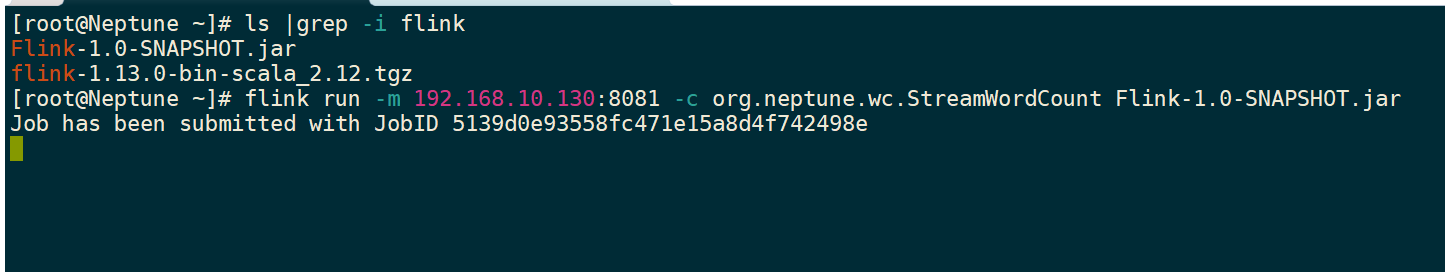 [root@Neptune ~]# ls |grep -i flink
Flink-1.0-SNAPSHOT.jar
flink-1.13.0-bin-scala_2.12.tgz
[root@Neptune ~]# flink run -m 192.168.10.130:8081 -c org.neptune.wc.StreamWordCount Flink-1.0-SNAPSHOT.jar
Job has been submitted with JobID 5139d0e93558fc471e15a8d4f742498e